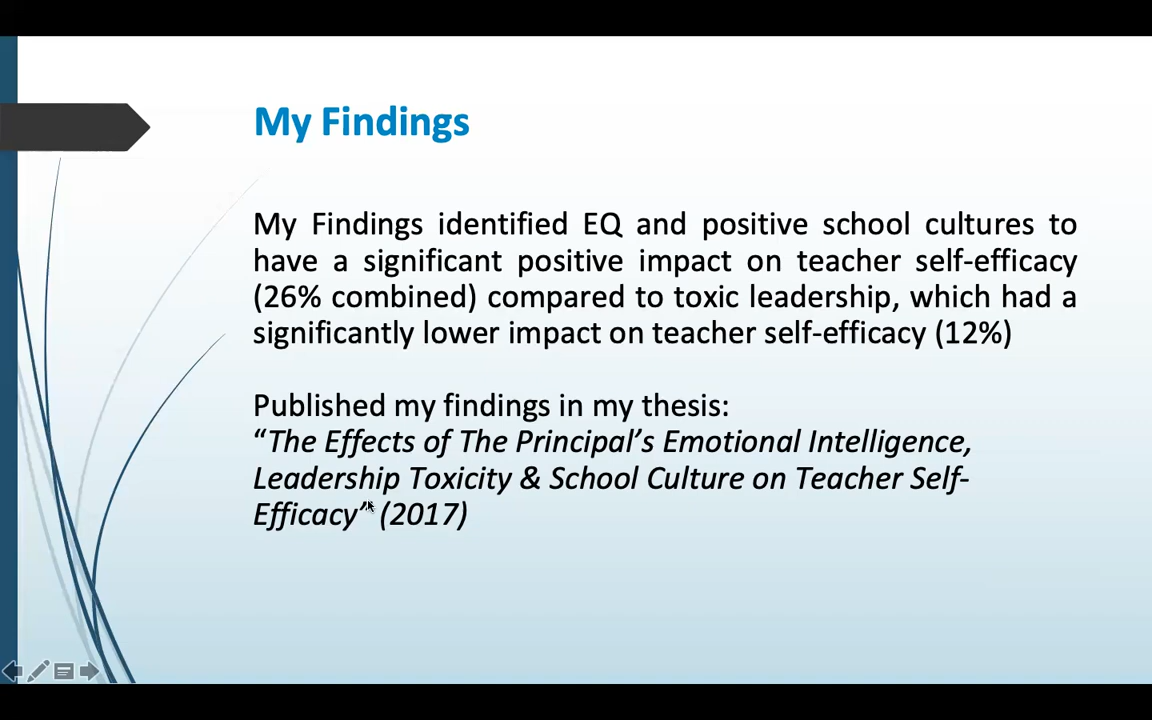 My Findings
My Findings identified EQ and positive school cultures to
have a significant positive impact on teacher self-efficacy
(26% combined) compared to toxic leadership, which had a
significantly lower impact on teacher self-efficacy (12%)
Published my findings in my thesis:
“The Effects of The Principal’s Emotional Intelligence,
Leadership Toxicity & School Culture on Teacher Self-
Efficacy” (2017)